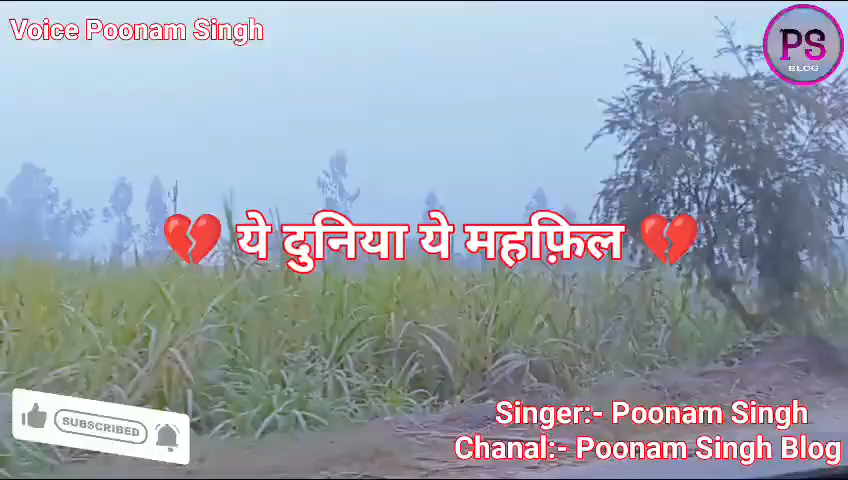 Voice Poonam Singh
PS
BLOG
💔 ये दुनिया ये महफ़िल 💔
SUBSCRIBED
Singer:- Poonam Singh
Chanal:- Poonam Singh Blog